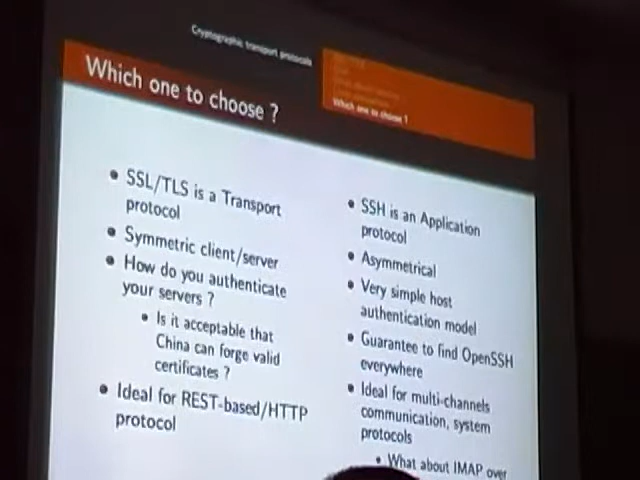 Cryptographic transport protocols
Which one to choose ?
Which one to choose ?
• SSL/TLS is a Transport
protocol
• Symmetric client/server
• How do you authenticate
your servers ?
• Is it acceptable that
China can forge valid
certificates ?
• Ideal for REST-based/HTTP
protocol
• SSH is an Application
protocol
• Asymmetrical
• Very simple host
authentication model
• Guarantee to find OpenSSH
everywhere
• Ideal for multi-channels
communication, system
protocols
• What about IMAP over